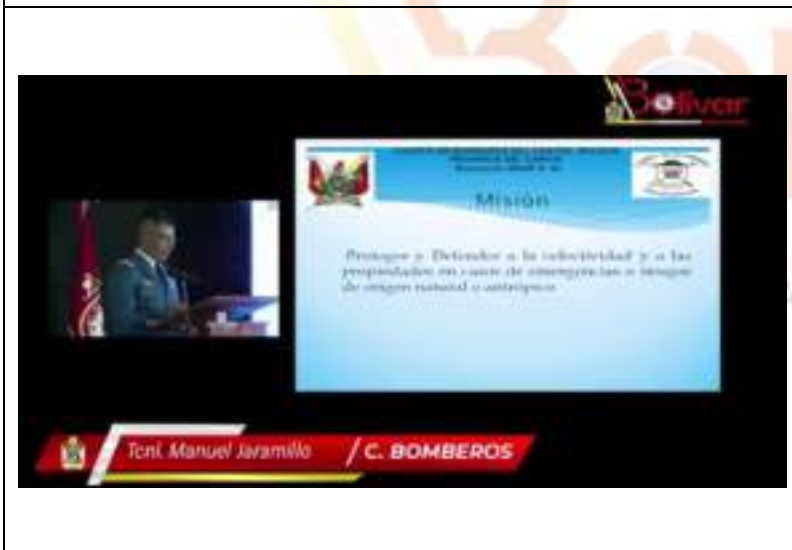 Bolívar
Misión
Proteger y Defender a la colectividad y a las
propiedades en casos de emergencias o riesgos
de origen natural o antrópico
Tcnl. Manuel Jaramillo
/ C. BOMBEROS